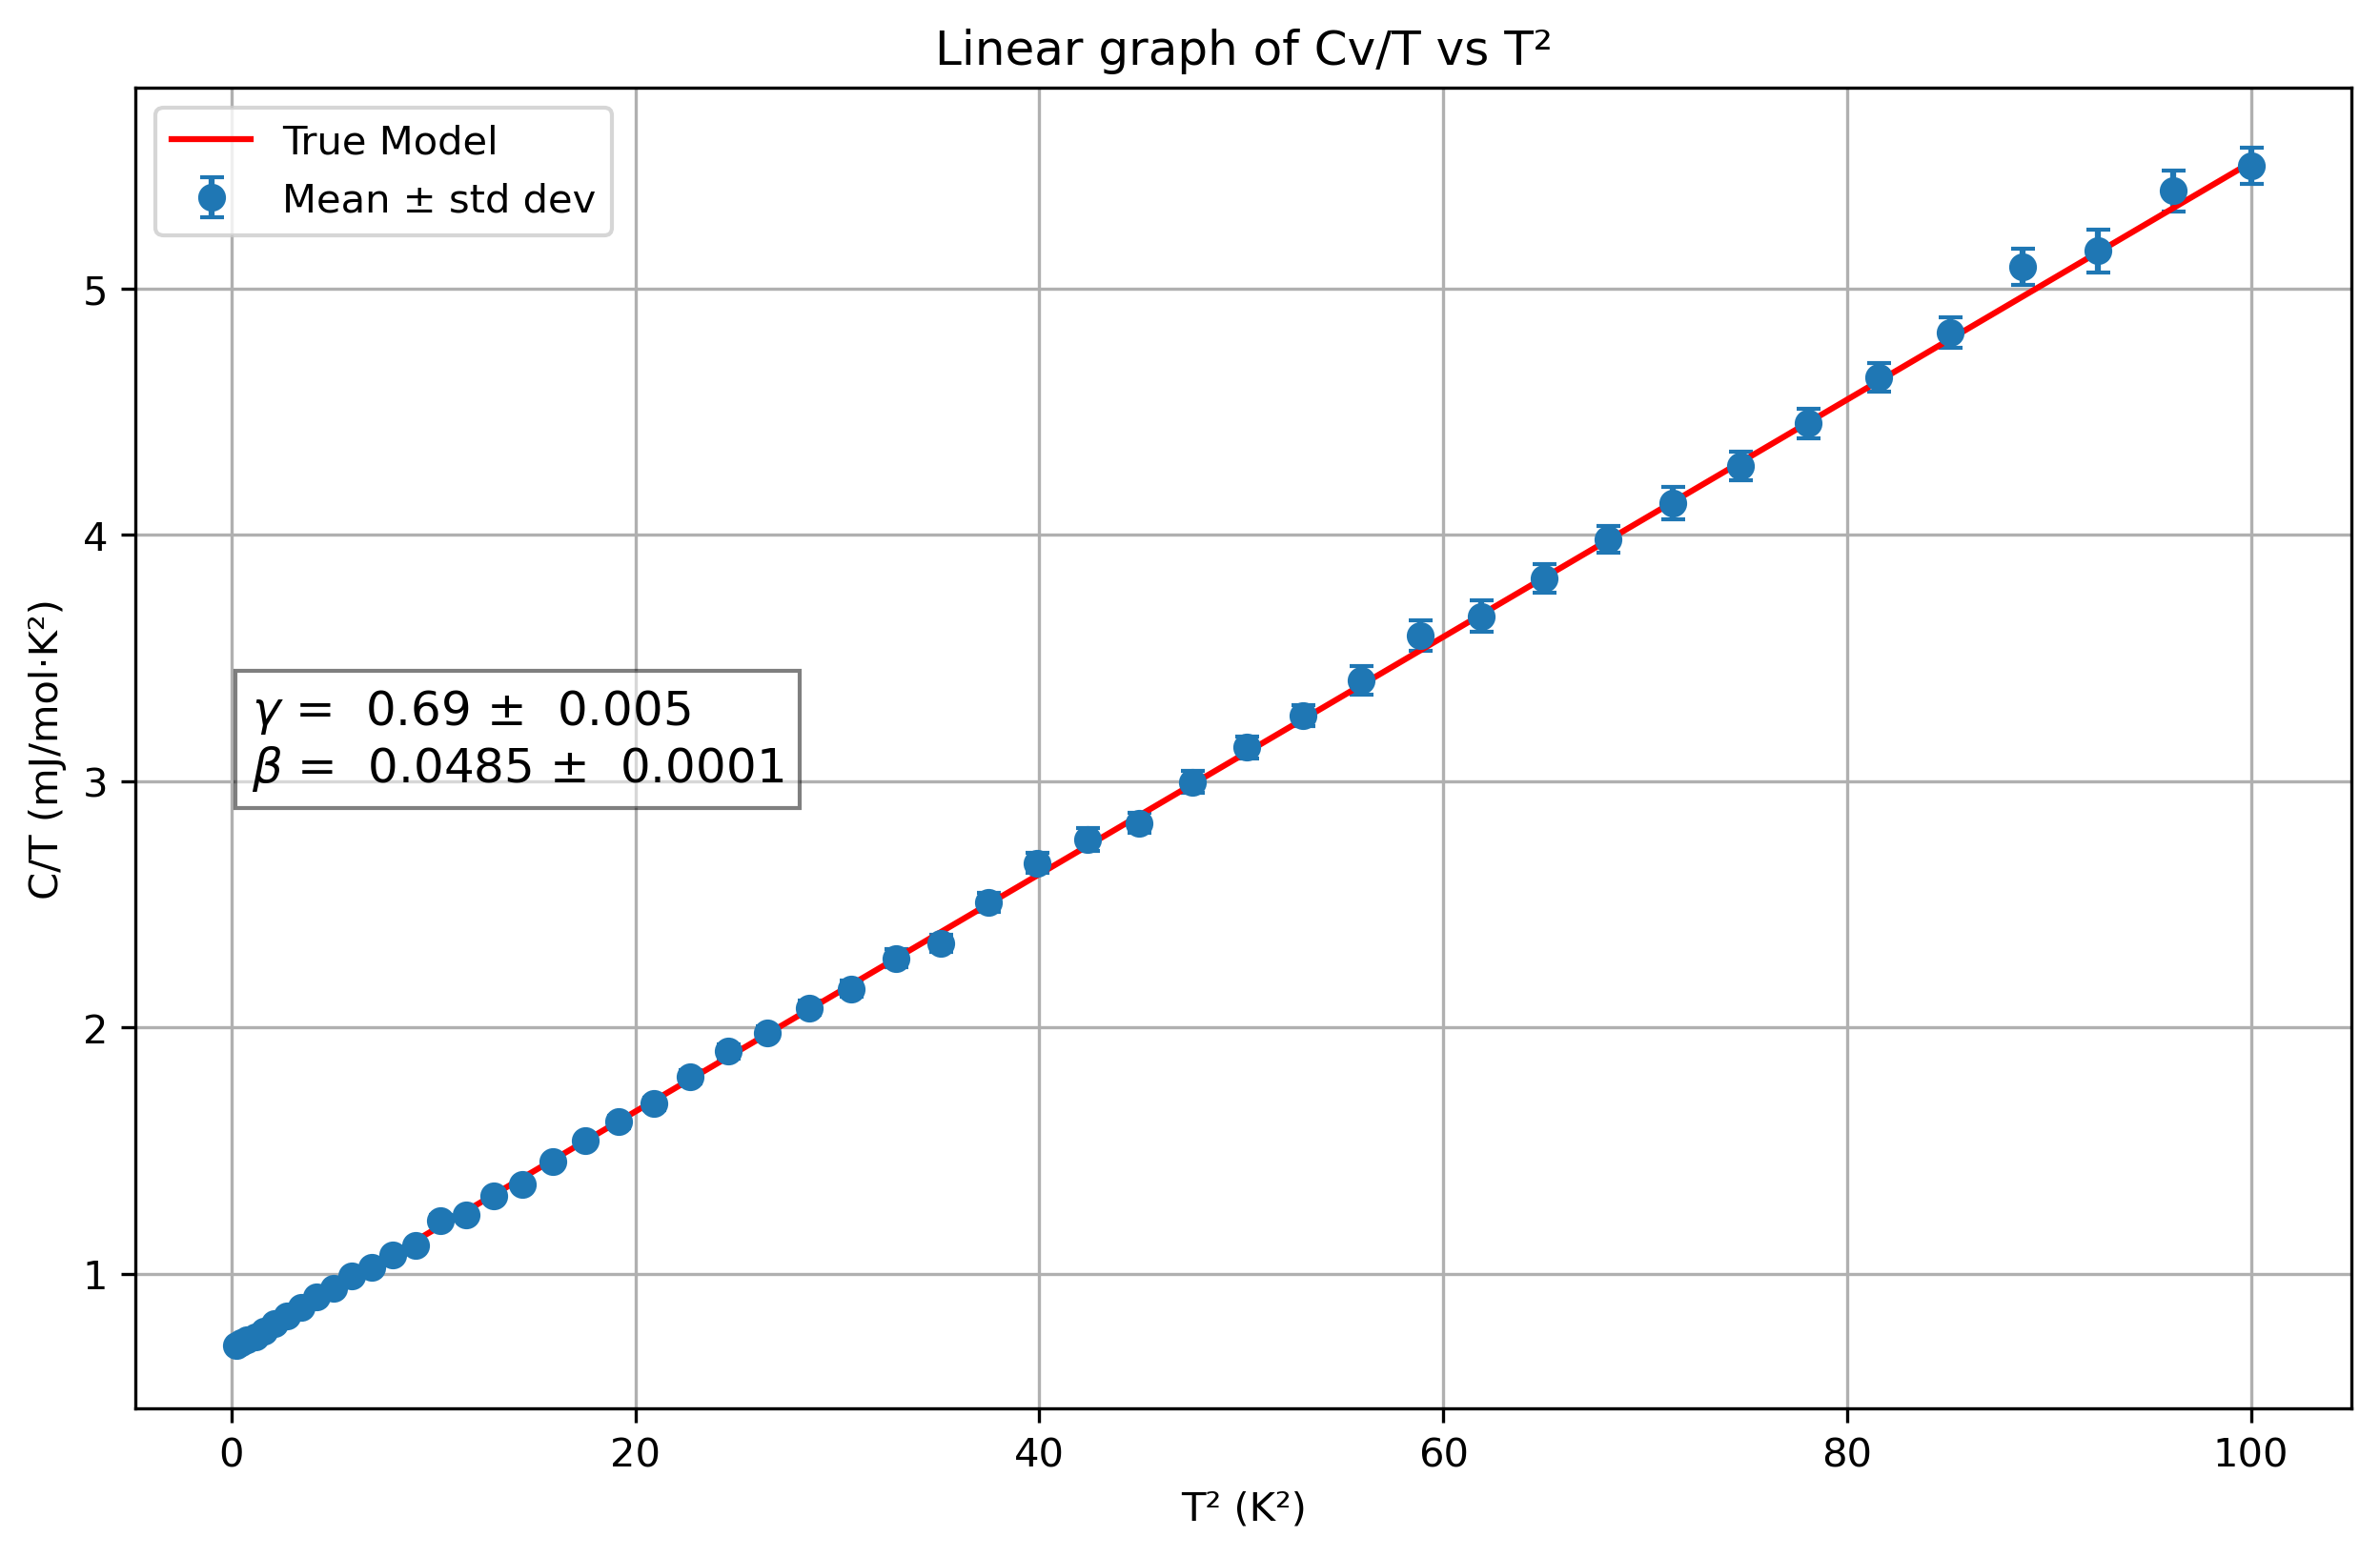 Linear graph of Cv/T vs T²
True Model
Mean ± std dev
γ = 0.69 ± 0.005
β = 0.0485 ± 0.0001
C/T (mJ/mol·K²)
5
4
3
2
1
0 20 40 60 80 100
T² (K²)